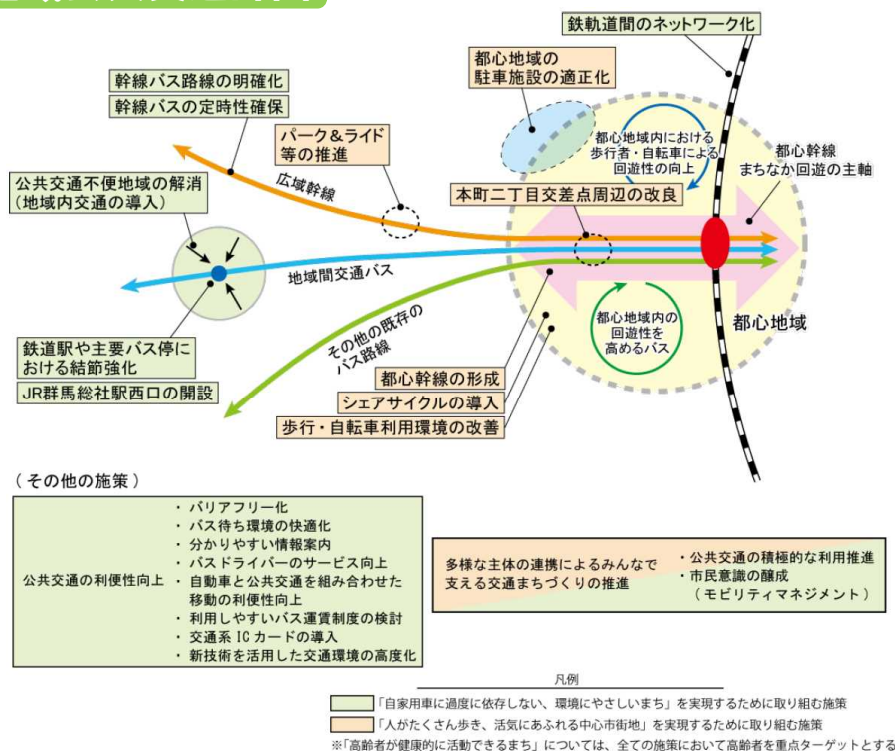 鉄軌道間のネットワーク化
都心地域の
駐車施設の適正化
幹線バス路線の明確化
幹線バスの定時性確保
パーク＆ライド
等の推進
都心地域内における
歩行者・自転車による
回遊性の向上
都心幹線
まちなか回遊の主軸
公共交通不便地域の解消
(地域内交通の導入)
広域幹線
本町二丁目交差点周辺の改良
地域間交通バス
都心地域内の
回遊性を
高めるバス
都心地域
その他の既存の
バス路線
鉄道駅や主要バス停に
おける結節強化
JR群馬総社駅西口の開設
都心幹線の形成
シェアサイクルの導入
歩行・自転車利用環境の改善
(その他の施策)
公共交通の利便性向上
・ バリアフリー化
・ バス待ち環境の快適化
・ 分かりやすい情報案内
・ バスドライバーのサービス向上
・ 自動車と公共交通を組み合わせた
移動の利便性向上
・ 利用しやすいバス運賃制度の検討
・ 交通系 IC カードの導入
・ 新技術を活用した交通環境の高度化
多様な主体の連携によるみんなで
支える交通まちづくりの推進
・公共交通の積極的な利用推進
・市民意識の醸成
（モビリティマネジメント）
凡例
「自家用車に過度に依存しない、環境にやさしいまち」を実現するために取り組む施策
「人がたくさん歩き、活気にあふれる中心市街地」を実現するために取り組む施策
※「高齢者が健康的に活動できるまち」については、全ての施策において高齢者を重点ターゲットとする